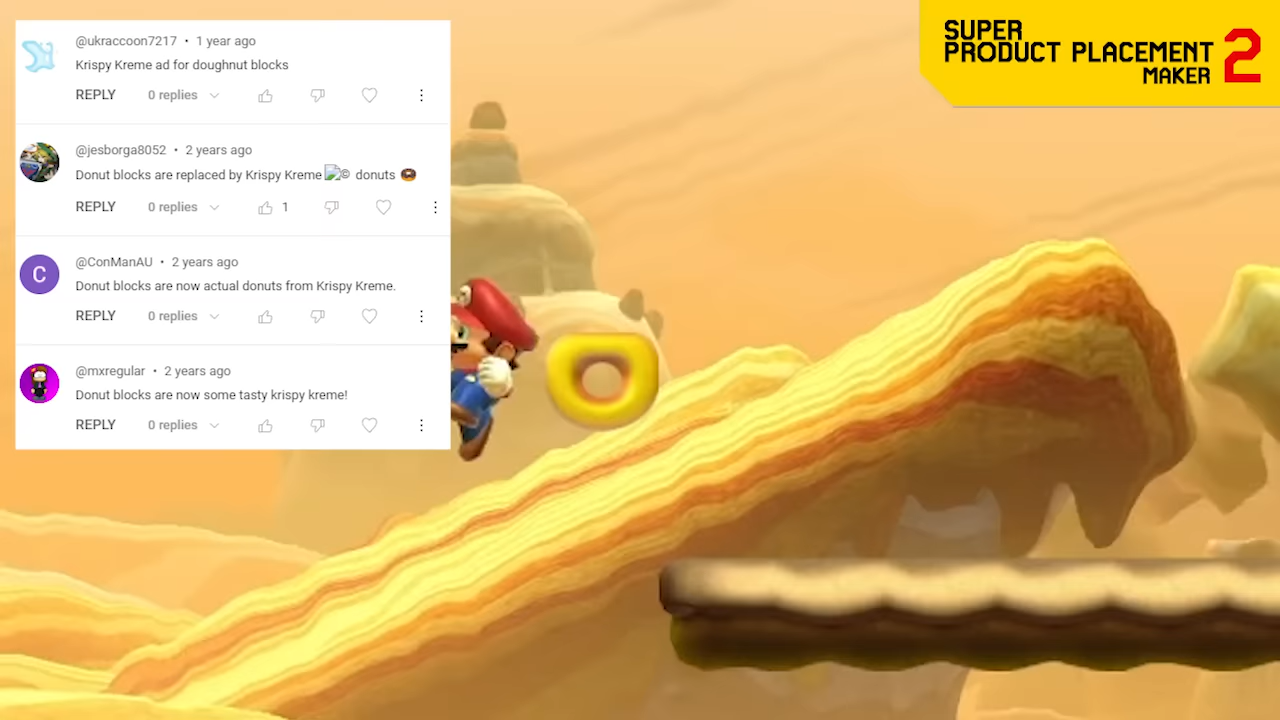 @ukraccoon7217 • 1 year ago
Krispy Kreme ad for doughnut blocks
REPLY 0 replies
@jesborga8052 • 2 years ago
Donut blocks are replaced by Krispy Kreme © donuts 🍩
REPLY 0 replies 1
C
@ConManAU • 2 years ago
Donut blocks are now actual donuts from Krispy Kreme.
REPLY 0 replies
@mxregular • 2 years ago
Donut blocks are now some tasty krispy kreme!
REPLY 0 replies
SUPER
PRODUCT PLACEMENT
MAKER 2